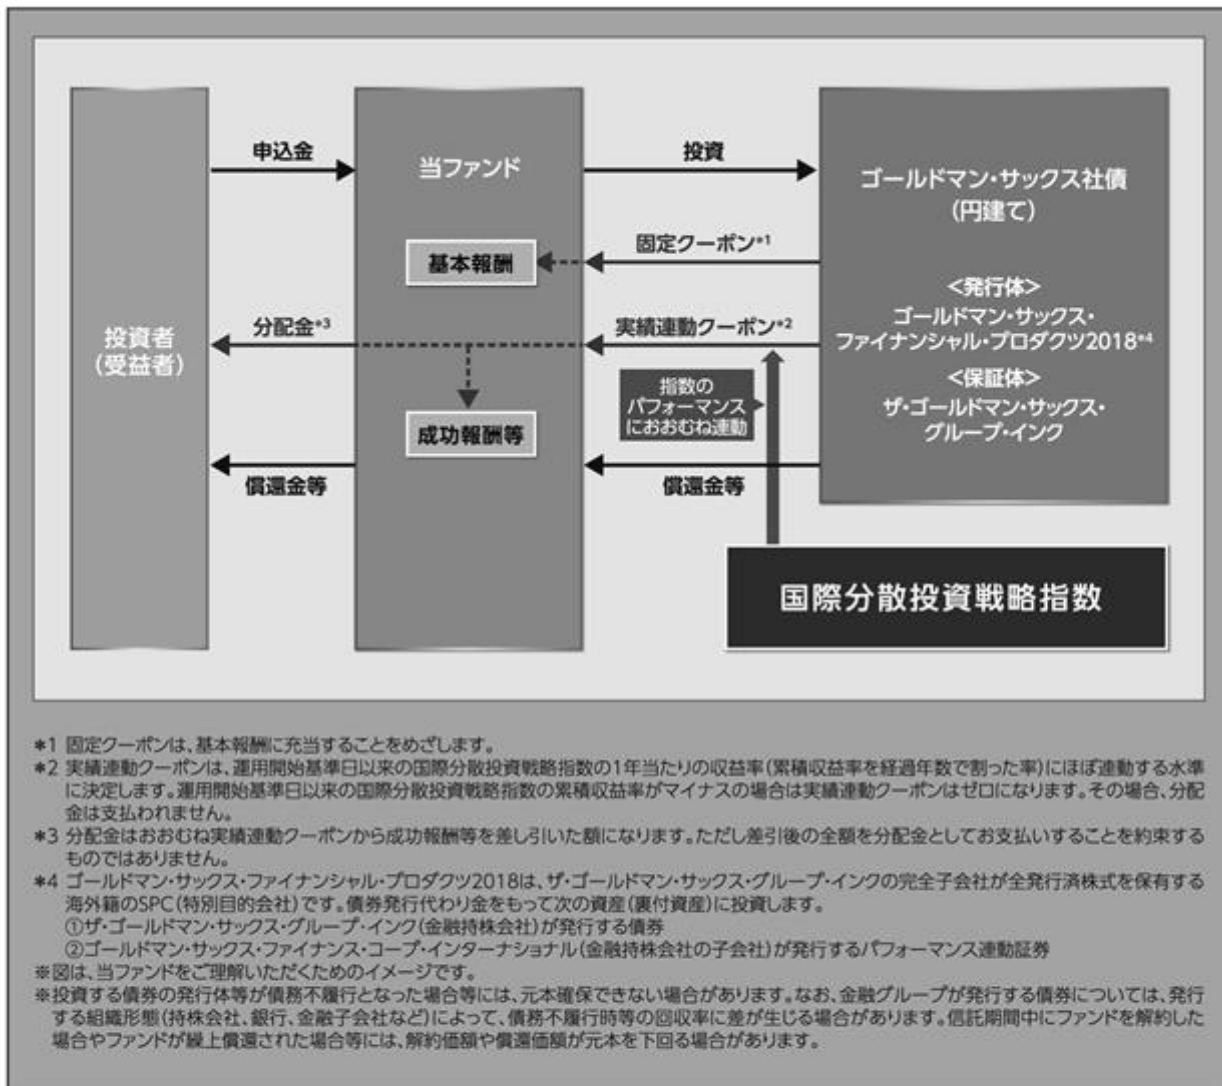 申込金
投資
当ファンド
ゴールドマン・サックス社債
(円建て)
固定クーポン*1
基本報酬
<発行体>
ゴールドマン・サックス・
ファイナンシャル・プロダクツ2018*4
投資者
(受益者)
分配金*3
実績連動クーポン*2
<保証体>
ザ・ゴールドマン・サックス・
グループ・インク
指数の
パフォーマンス
におおむね連動
成功報酬等
償還金等
償還金等
国際分散投資戦略指数
*1 固定クーポンは、基本報酬に充当することをめざします。
*2 実績連動クーポンは、運用開始基準日以来の国際分散投資戦略指数の1年当たりの収益率(累積収益率を経過年数で割った率)にほぼ連動する水準
に決定します。運用開始基準日以来の国際分散投資戦略指数の累積収益率がマイナスの場合は実績連動クーポンはゼロになります。その場合、分配
金は支払われません。
*3 分配金はおおむね実績連動クーポンから成功報酬等を差し引いた額になります。ただし差引後の全額を分配金としてお支払いすることを約束する
ものではありません。
*4 ゴールドマン・サックス・ファイナンシャル・プロダクツ2018は、ザ・ゴールドマン・サックス・グループ・インクの完全子会社が全発行済株式を保有する
海外籍のSPC(特別目的会社)です。債券発行代わり金をもって次の資産(裏付資産)に投資します。
①ザ・ゴールドマン・サックス・グループ・インク(金融持株会社)が発行する債券
②ゴールドマン・サックス・ファイナンス・コープ・インターナショナル(金融持株会社の子会社)が発行するパフォーマンス連動証券
※図は、当ファンドをご理解いただくためのイメージです。
※投資する債券の発行体等が債務不履行となった場合等には、元本確保できない場合があります。なお、金融グループが発行する債券については、発行
する組織形態(持株会社、銀行、金融子会社など)によって、債務不履行時等の回収率に差が生じる場合があります。信託期間中にファンドを解約した
場合やファンドが繰上償還された場合等には、解約価額や償還価額が元本を下回る場合があります。